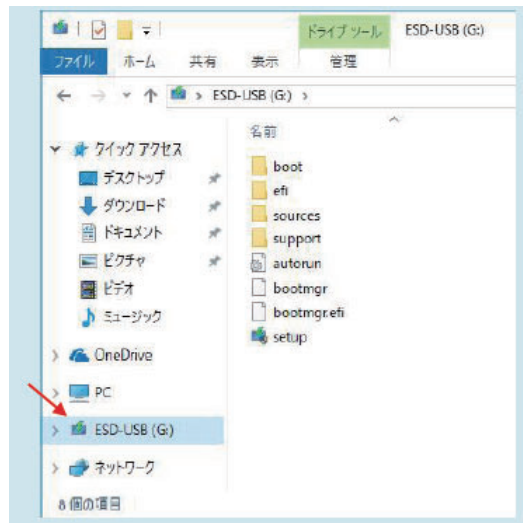 ドライブ ツール ESD-USB (G:)
ファイル ホーム 共有 表示 管理
ESD-USB (G:)
クイック アクセス
デスクトップ
ダウンロード
ドキュメント
ピクチャ
ビデオ
ミュージック
OneDrive
PC
ESD-USB (G:)
ネットワーク
名前
boot
efi
sources
support
autorun
bootmgr
bootmgr.efi
setup
8 個の項目